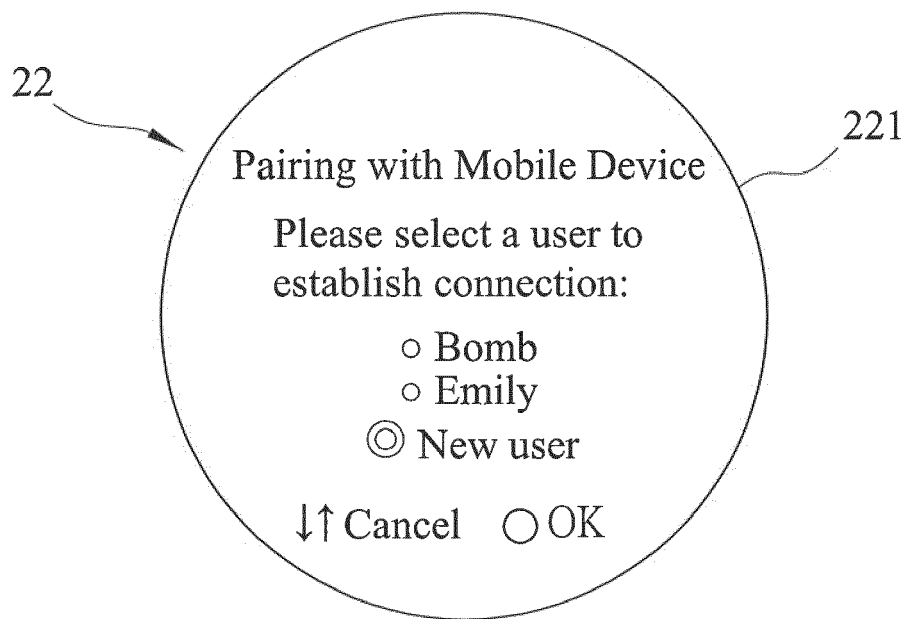 22
221
Pairing with Mobile Device
Please select a user to
establish connection:
Bomb
Emily
New user
↓↑ Cancel ○ OK